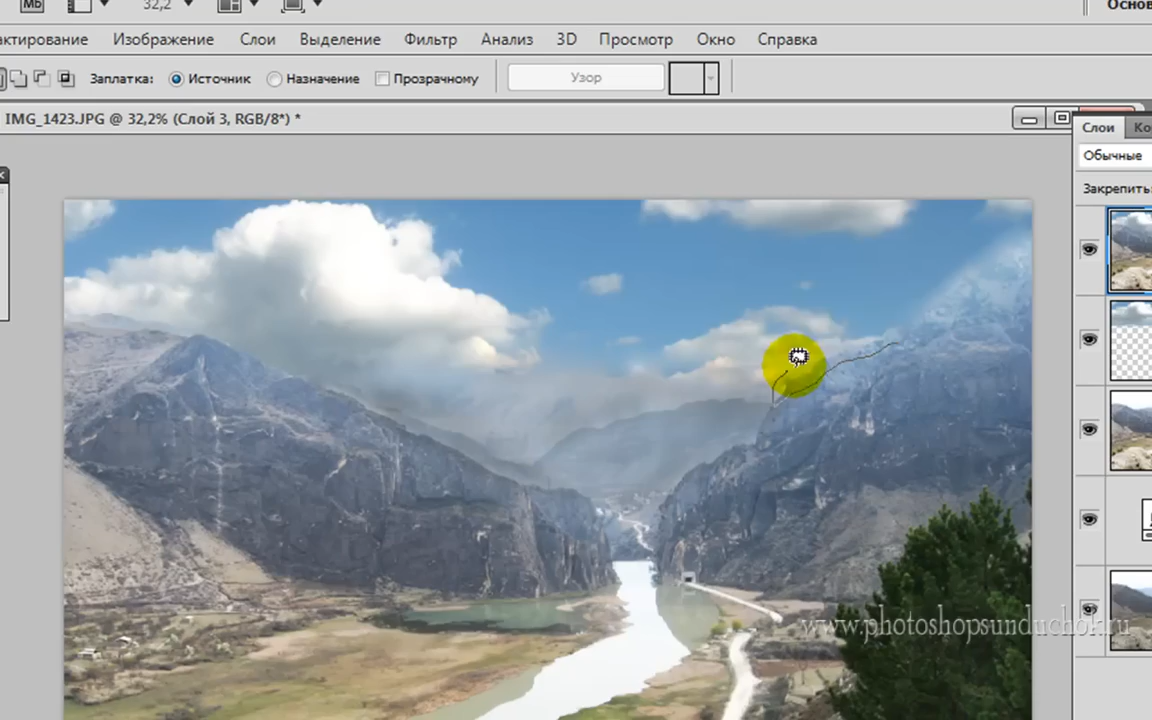 Mb 32,2 Основ
актирование Изображение Слои Выделение Фильтр Анализ 3D Просмотр Окно Справка
Заплатка: Источник Назначение Прозрачному Узор
IMG_1423.JPG @ 32,2% (Слой 3, RGB/8*) *
Слои Ко
Обычные
Закрепить:
www.photoshopsunduchok.ru